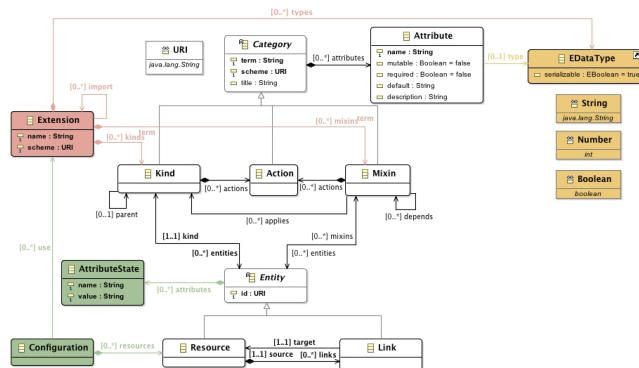 [0..*] types
URI
java.lang.String
Category
term : String
scheme : URI
title : String
[0..*] attributes
Attribute
name : String
mutable : Boolean = false
required : Boolean = false
default : String
description : String
[0..1] type
EDataType
serializable : EBoolean = true
[0..*] import
Extension
name : String
scheme : URI
term
[0..*] kinds
[0..*] mixins
term
String
java.lang.String
Number
int
Boolean
boolean
Kind
[0..*] actions
Action
[0..*] actions
Mixin
[0..1] parent
[0..*] applies
[0..*] depends
[1..1] kind
[0..*] entities
[0..*] mixins
[0..*] entities
[0..*] use
AttributeState
name : String
value : String
[0..*] attributes
Entity
id : URI
Configuration
[0..*] resources
Resource
[1..1] target
[1..1] source
[0..*] links
Link